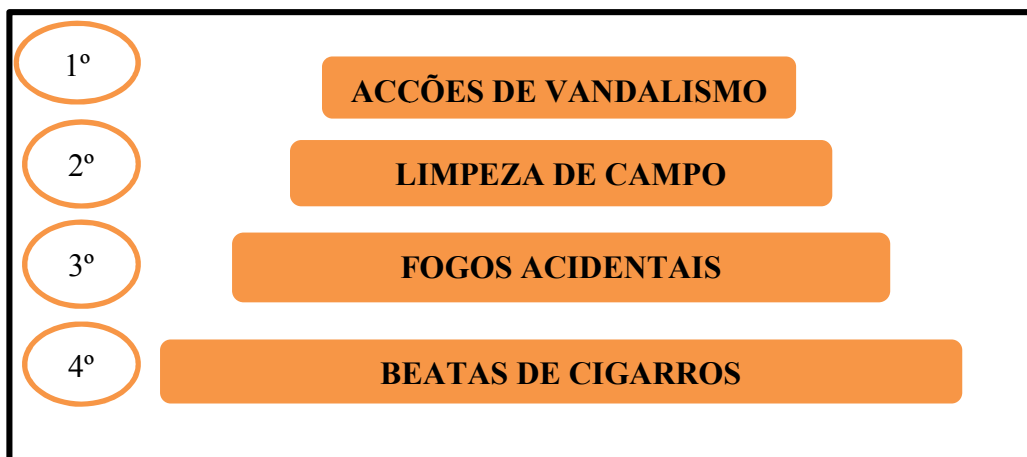 1º
ACCÕES DE VANDALISMO
2º
LIMPEZA DE CAMPO
3º
FOGOS ACIDENTAIS
4º
BEATAS DE CIGARROS